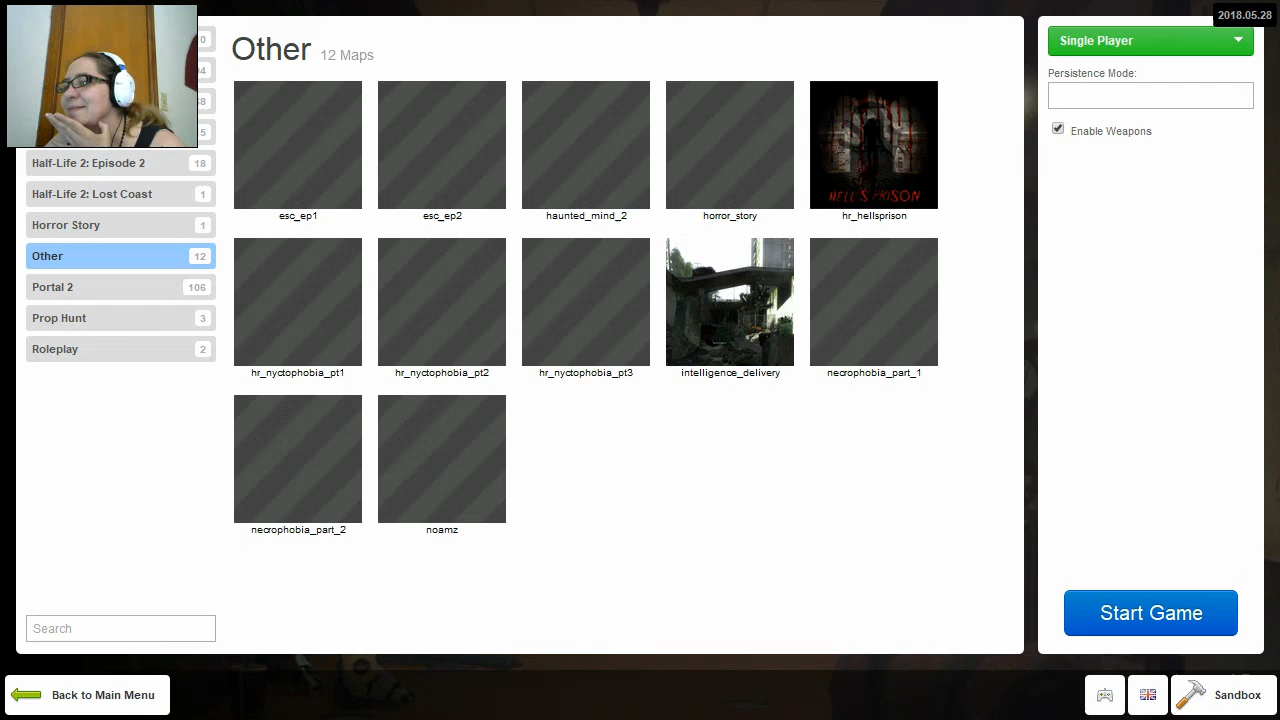 2018.05.28
Other 12 Maps
Single Player
Persistence Mode:
Enable Weapons
Half-Life 2: Episode 2 18
Half-Life 2: Lost Coast 1
Horror Story 1
Other 12
Portal 2 106
Prop Hunt 3
Roleplay 2
HELL'S PRISON
esc_ep1
esc_ep2
haunted_mind_2
horror_story
hr_hellsprison
hr_nyctophobia_pt1
hr_nyctophobia_pt2
hr_nyctophobia_pt3
intelligence_delivery
necrophobia_part_1
necrophobia_part_2
noamz
Search
Start Game
Back to Main Menu
Sandbox